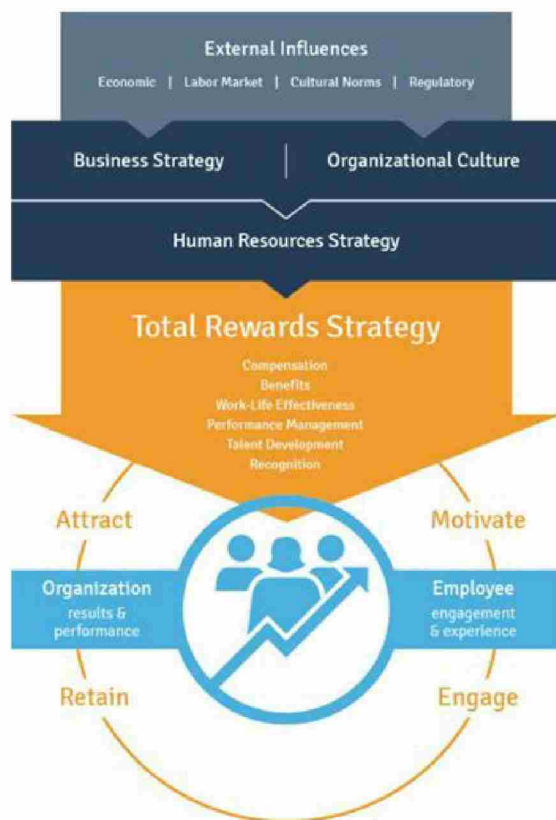 External Influences
Economic | Labor Market | Cultural Norms | Regulatory
Business Strategy | Organizational Culture
Human Resources Strategy
Total Rewards Strategy
Compensation
Benefits
Work-Life Effectiveness
Performance Management
Talent Development
Recognition
Attract
Motivate
Organization
results &
performance
Employee
engagement
& experience
Retain
Engage